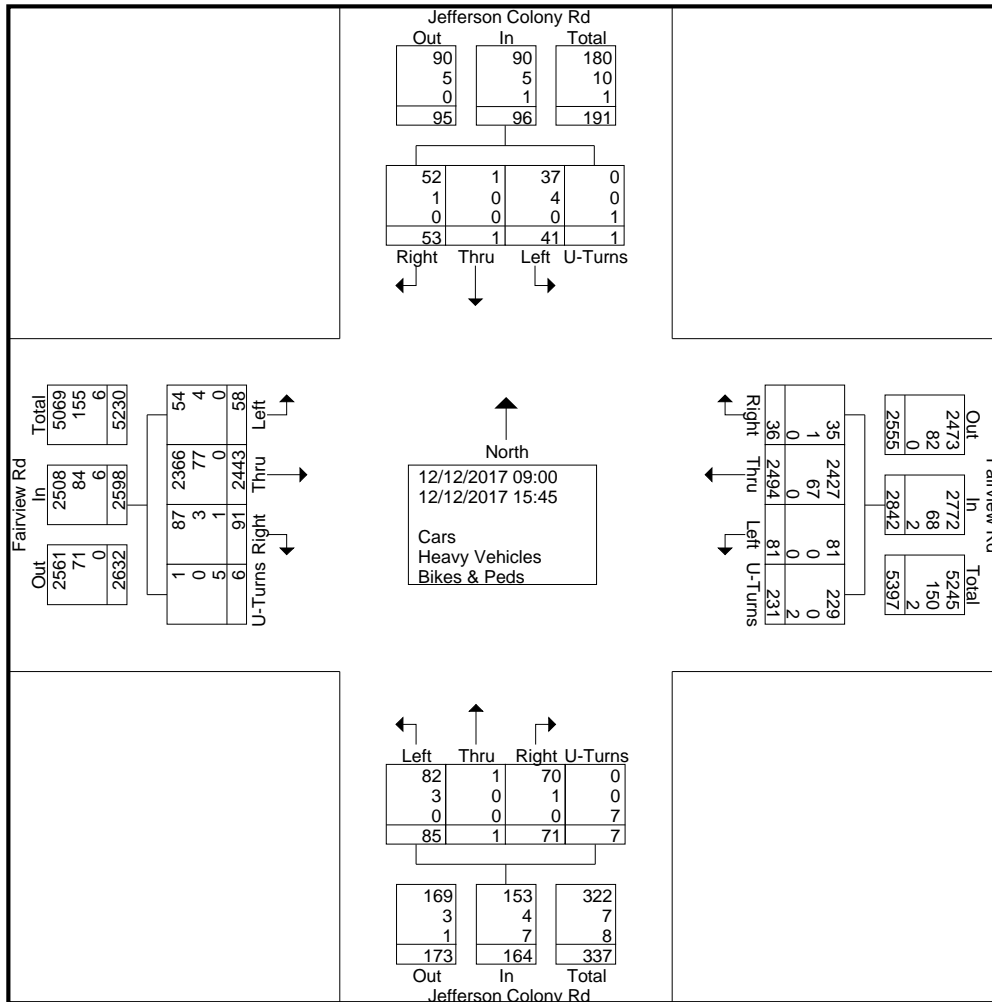 Jefferson Colony Rd
Out In Total
90 90 180
5 5 10
0 1 1
95 96 191
52 1 37 0
1 0 4 0
0 0 0 1
53 1 41 1
Right Thru Left U-Turns
Fairview Rd
Total In Out
5069 2508 2561
155 84 71
6 6 0
5230 2598 2632
54 2366 87 1
4 77 3 0
0 0 1 5
58 2443 91 6
Left Thru Right U-Turns
North
12/12/2017 09:00
12/12/2017 15:45
Cars
Heavy Vehicles
Bikes & Peds
Right Thru Left U-Turns
36 2494 81 231
0 0 0 2
1 67 0 0
35 2427 81 229
2555 2842 5397
0 2 2
82 68 150
2473 2772 5245
Out In Total
Fairview Rd
Left Thru Right U-Turns
82 1 70 0
3 0 1 0
0 0 0 7
85 1 71 7
169 153 322
3 4 7
1 7 8
173 164 337
Out In Total
Jefferson Colony Rd